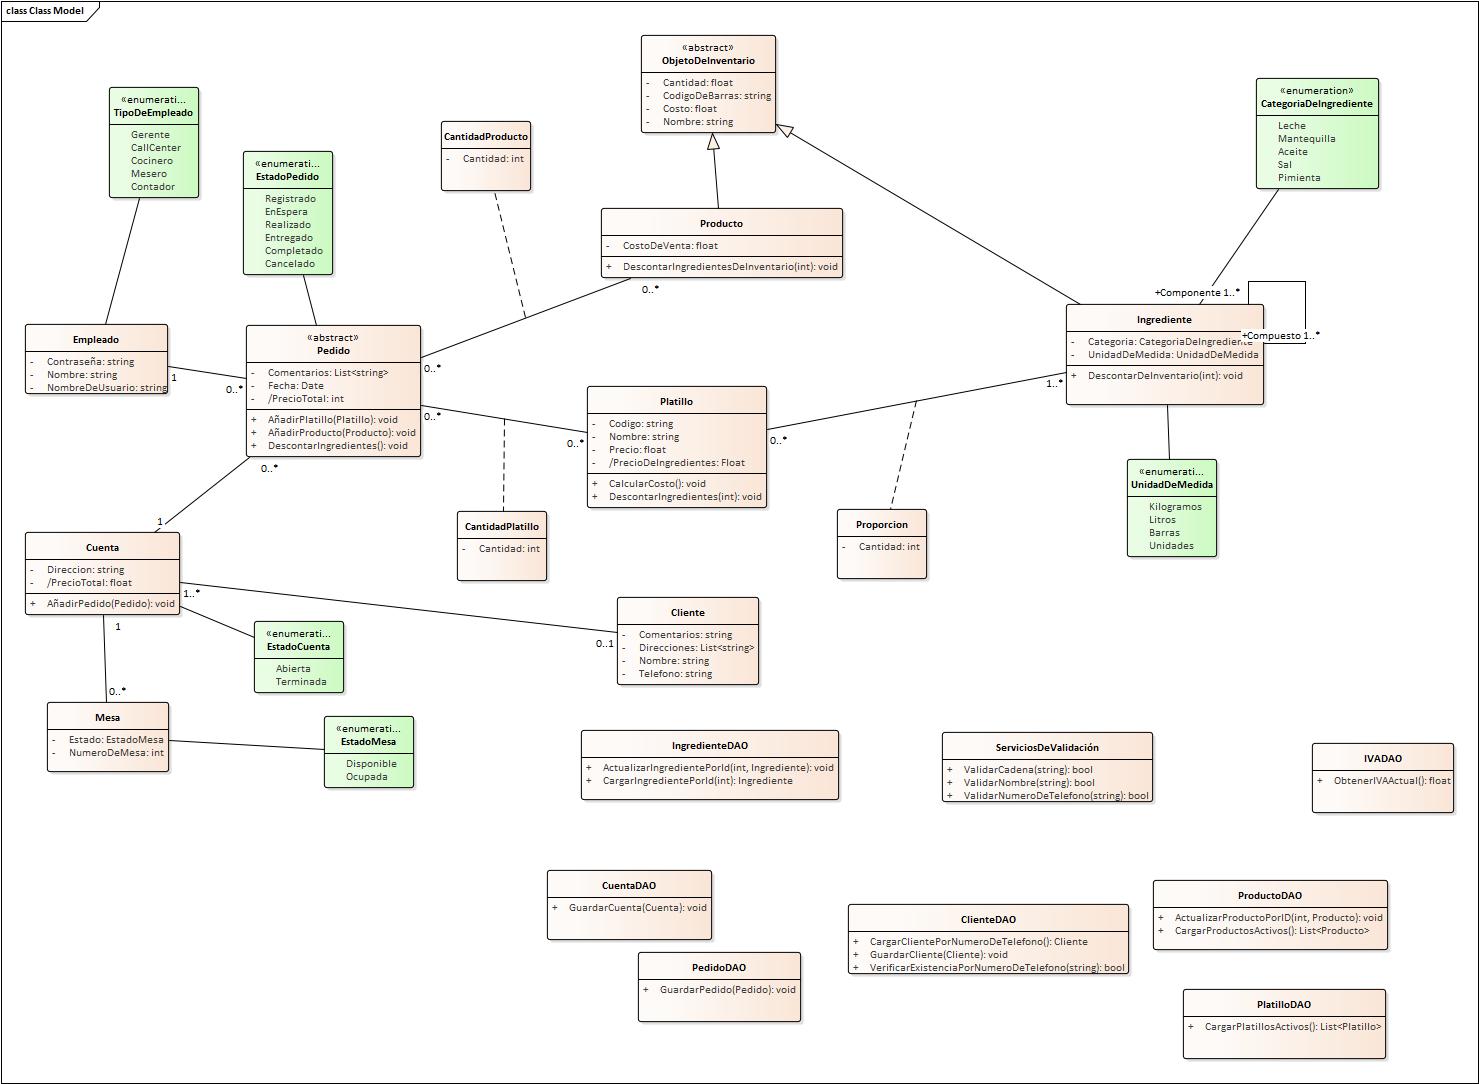 class Class Model
«abstract»
ObjetoDeInventario
- Cantidad: float
- CodigoDeBarras: string
- Costo: float
- Nombre: string
«enumerati...
TipoDeEmpleado
Gerente
CallCenter
Cocinero
Mesero
Contador
«enumeration»
CategoriaDeIngrediente
Leche
Mantequilla
Aceite
Sal
Pimienta
CantidadProducto
- Cantidad: int
«enumerati...
EstadoPedido
Registrado
EnEspera
Realizado
Entregado
Completado
Cancelado
Producto
- CostoDeVenta: float
+ DescontarIngredientesDeInventario(int): void
0..*
+Componente 1..*
+Compuesto 1..*
Ingrediente
- Categoria: CategoriaDeIngrediente
- UnidadDeMedida: UnidadDeMedida
+ DescontarDeInventario(int): void
1..*
Empleado
- Contraseña: string
- Nombre: string
- NombreDeUsuario: string
1
0..*
«abstract»
Pedido
- Comentarios: List<string>
- Fecha: Date
- /PrecioTotal: int
+ AñadirPlatillo(Platillo): void
+ AñadirProducto(Producto): void
+ DescontarIngredientes(): void
0..*
0..*
0..*
Platillo
- Codigo: string
- Nombre: string
- Precio: float
- /PrecioDeIngredientes: Float
+ CalcularCosto(): void
+ DescontarIngredientes(int): void
0..*
0..*
«enumerati...
UnidadDeMedida
Kilogramos
Litros
Barras
Unidades
CantidadPlatillo
- Cantidad: int
Proporcion
- Cantidad: int
1
Cuenta
- Direccion: string
- /PrecioTotal: float
+ AñadirPedido(Pedido): void
1..*
1
Cliente
- Comentarios: string
- Direcciones: List<string>
- Nombre: string
- Telefono: string
0..1
«enumerati...
EstadoCuenta
Abierta
Terminada
0..*
Mesa
- Estado: EstadoMesa
- NumeroDeMesa: int
«enumerati...
EstadoMesa
Disponible
Ocupada
IngredienteDAO
+ ActualizarIngredientePorId(int, Ingrediente): void
+ CargarIngredientePorId(int): Ingrediente
ServiciosDeValidación
+ ValidarCadena(string): bool
+ ValidarNombre(string): bool
+ ValidarNumeroDeTelefono(string): bool
IVADAO
+ ObtenerIVAActual(): float
CuentaDAO
+ GuardarCuenta(Cuenta): void
ProductoDAO
+ ActualizarProductoPorID(int, Producto): void
+ CargarProductosActivos(): List<Producto>
ClienteDAO
+ CargarClientePorNumeroDeTelefono(): Cliente
+ GuardarCliente(Cliente): void
+ VerificarExistenciaPorNumeroDeTelefono(string): bool
PedidoDAO
+ GuardarPedido(Pedido): void
PlatilloDAO
+ CargarPlatillosActivos(): List<Platillo>